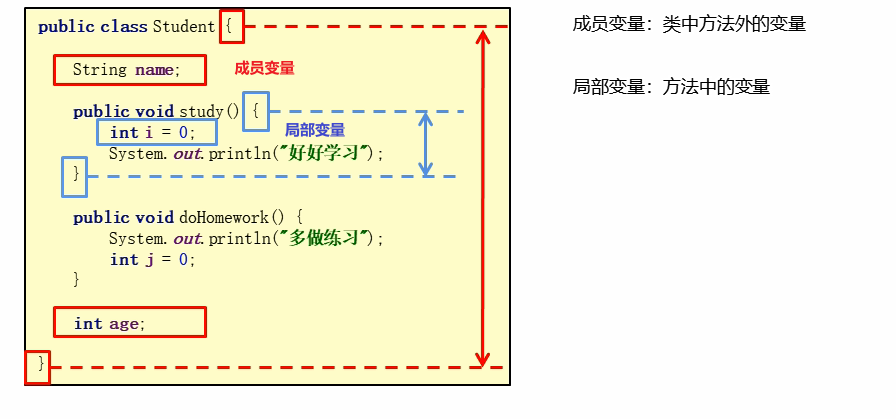 public class Student {
String name;
成员变量
public void study() {
int i = 0;
局部变量
System.out.println("好好学习");
}
public void doHomework() {
System.out.println("多做练习");
int j = 0;
}
int age;
}
成员变量：类中方法外的变量
局部变量：方法中的变量